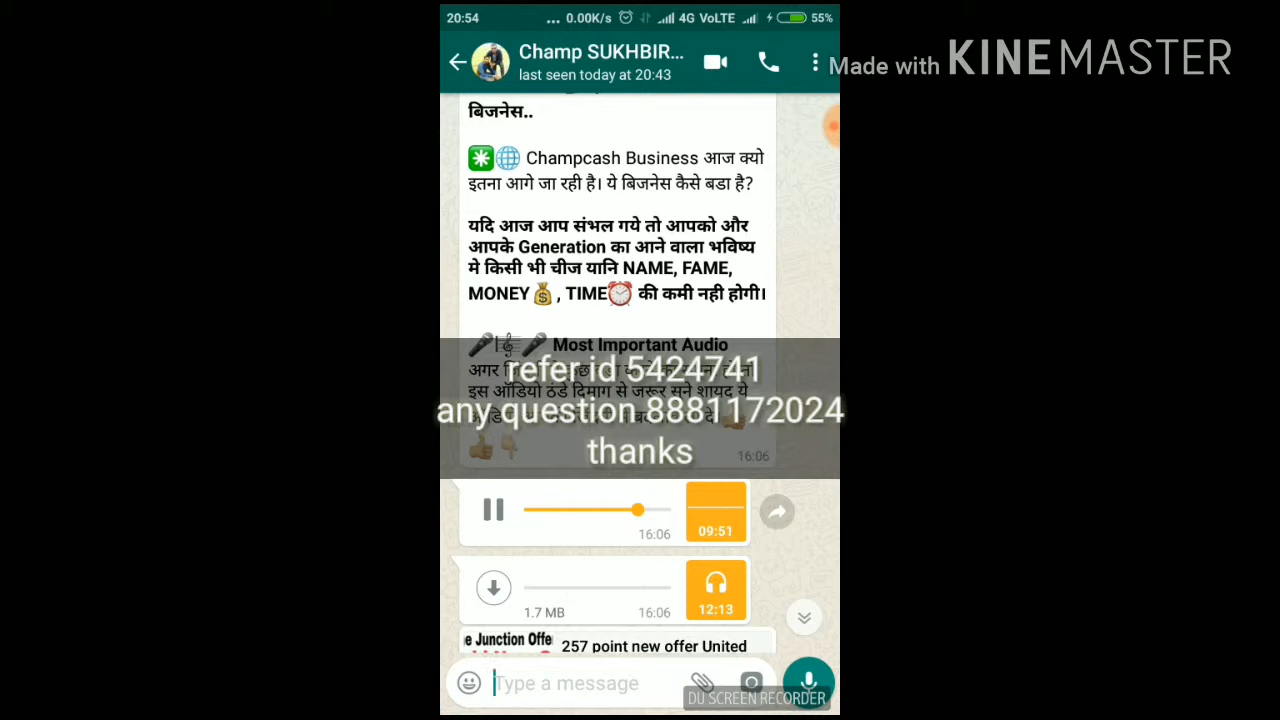 20:54 ... 0.00K/s 4G VoLTE 55%
Champ SUKHBIR...
last seen today at 20:43
Made with KINEMASTER
बिजनेस..
Champcash Business आज क्यो
इतना आगे जा रही है। ये बिजनेस कैसे बडा है?
यदि आज आप संभल गये तो आपको और
आपके Generation का आने वाला भविष्य
मे किसी भी चीज यानि NAME, FAME,
MONEY , TIME की कमी नही होगी।
Most Important Audio
अगर
refer id 5424741
इस ऑडियो ठंडे दिमाग से जरूर सुने शायद ये
any question 8881172024
thanks
16:06
16:06
09:51
1.7 MB
16:06
12:13
e Junction Offe
257 point new offer United
Type a message
DU SCREEN RECORDER